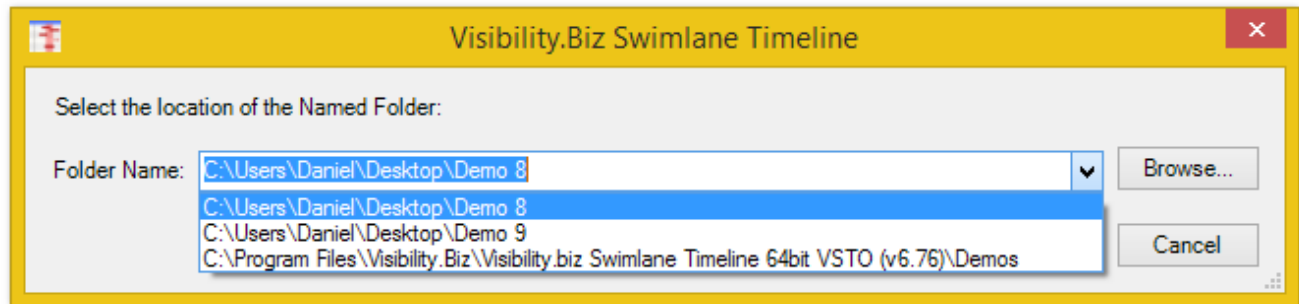 Visibility.Biz Swimlane Timeline
Select the location of the Named Folder:
Folder Name: C:\Users\Daniel\Desktop\Demo 8 Browse...
C:\Users\Daniel\Desktop\Demo 8
C:\Users\Daniel\Desktop\Demo 9
C:\Program Files\Visibility.Biz\Visibility.biz Swimlane Timeline 64bit VSTO (v6.76)\Demos
Cancel